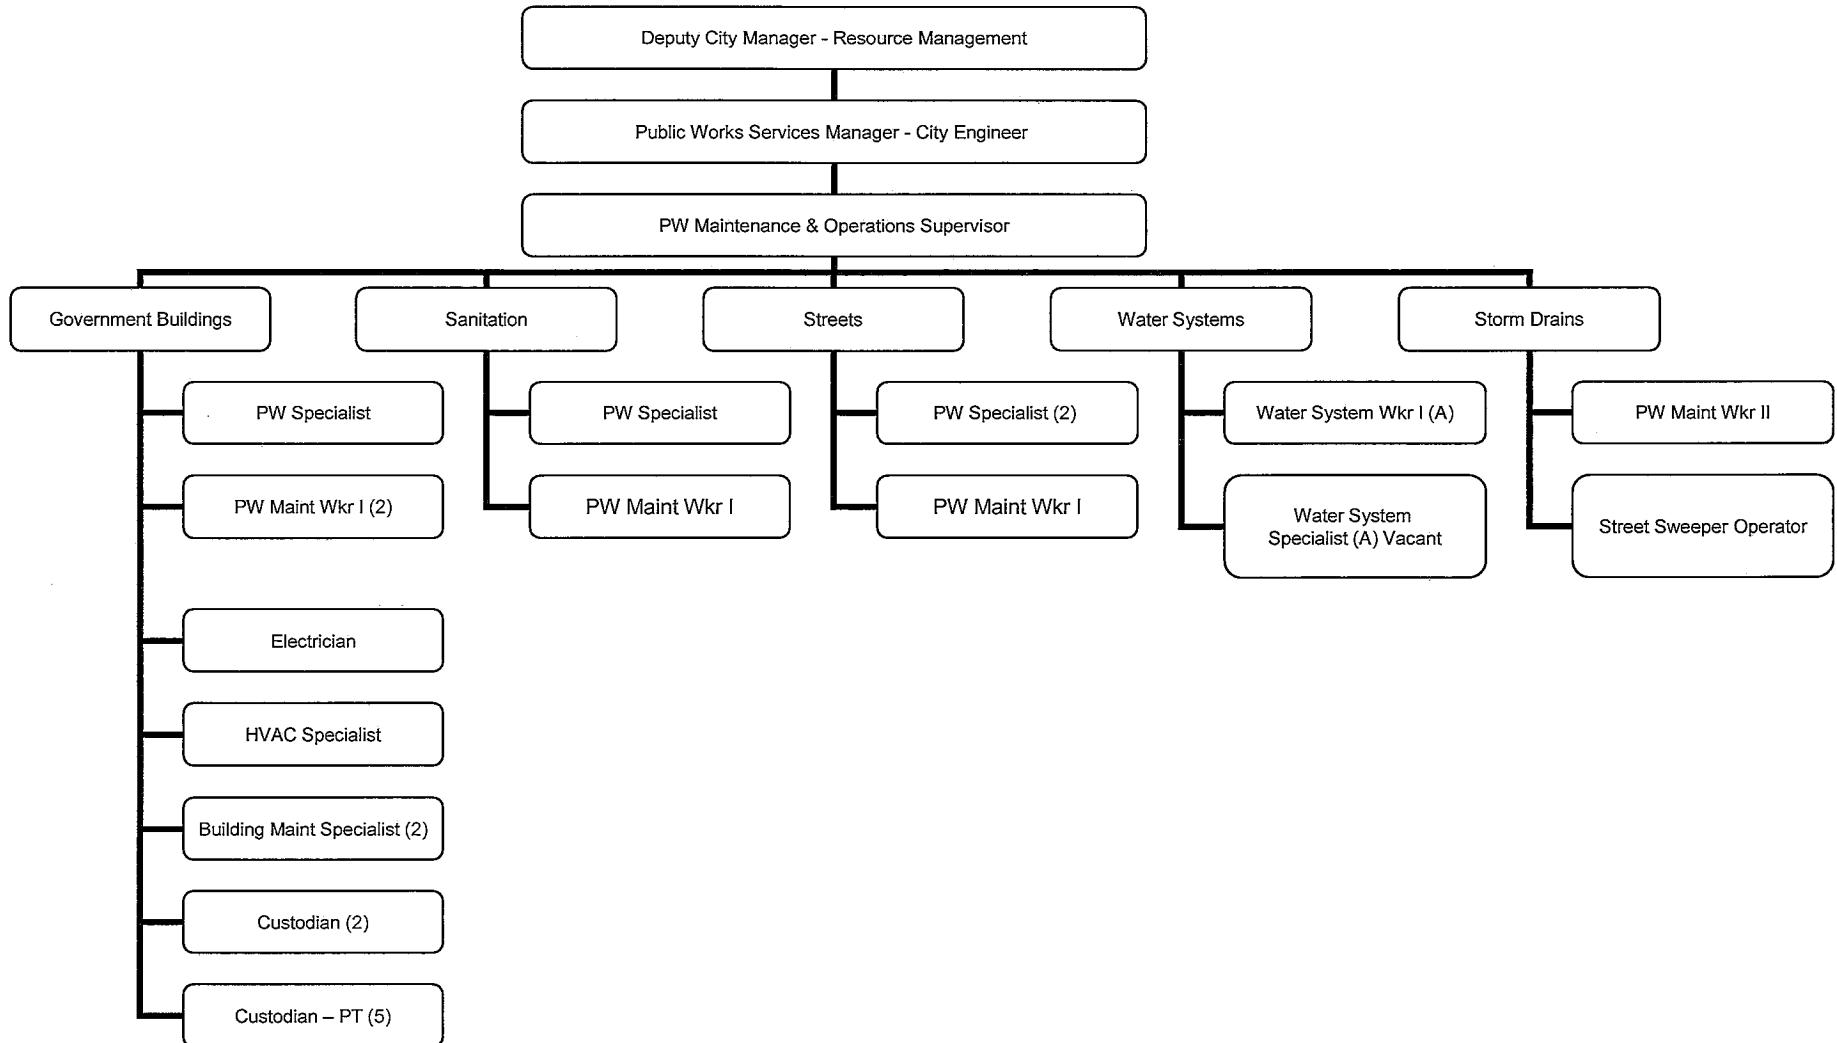 Deputy City Manager - Resource Management
Public Works Services Manager - City Engineer
PW Maintenance & Operations Supervisor
Government Buildings
Sanitation
Streets
Water Systems
Storm Drains
PW Specialist
PW Specialist
PW Specialist (2)
Water System Wkr I (A)
PW Maint Wkr II
PW Maint Wkr I (2)
PW Maint Wkr I
PW Maint Wkr I
Water System
Specialist (A) Vacant
Street Sweeper Operator
Electrician
HVAC Specialist
Building Maint Specialist (2)
Custodian (2)
Custodian – PT (5)